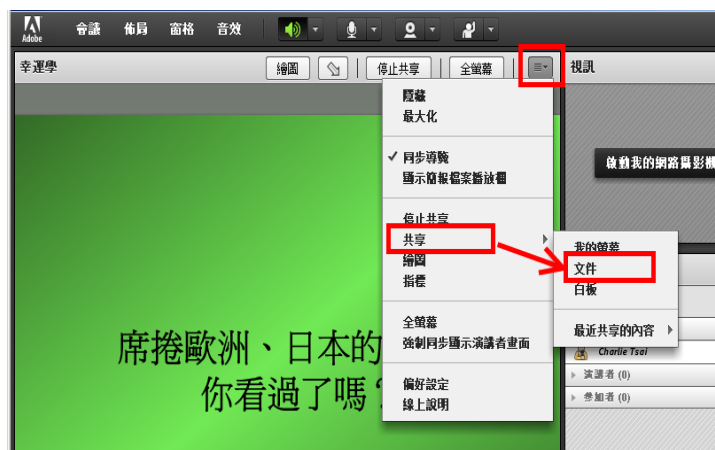 Adobe
會議 佈局 窗格 音效
幸運學
繪圖 停止共享 全螢幕
視訊
隱藏
最大化
同步導覽
顯示簡報檔案播放欄
停止共享
共享
繪圖
指標
全螢幕
強制同步顯示演講者畫面
偏好設定
線上說明
我的螢幕
文件
白板
最近共享的內容
啟動我的網路攝影機
Charlie Tsai
演講者 (0)
參加者 (0)
席捲歐洲、日本的
你看過了嗎?